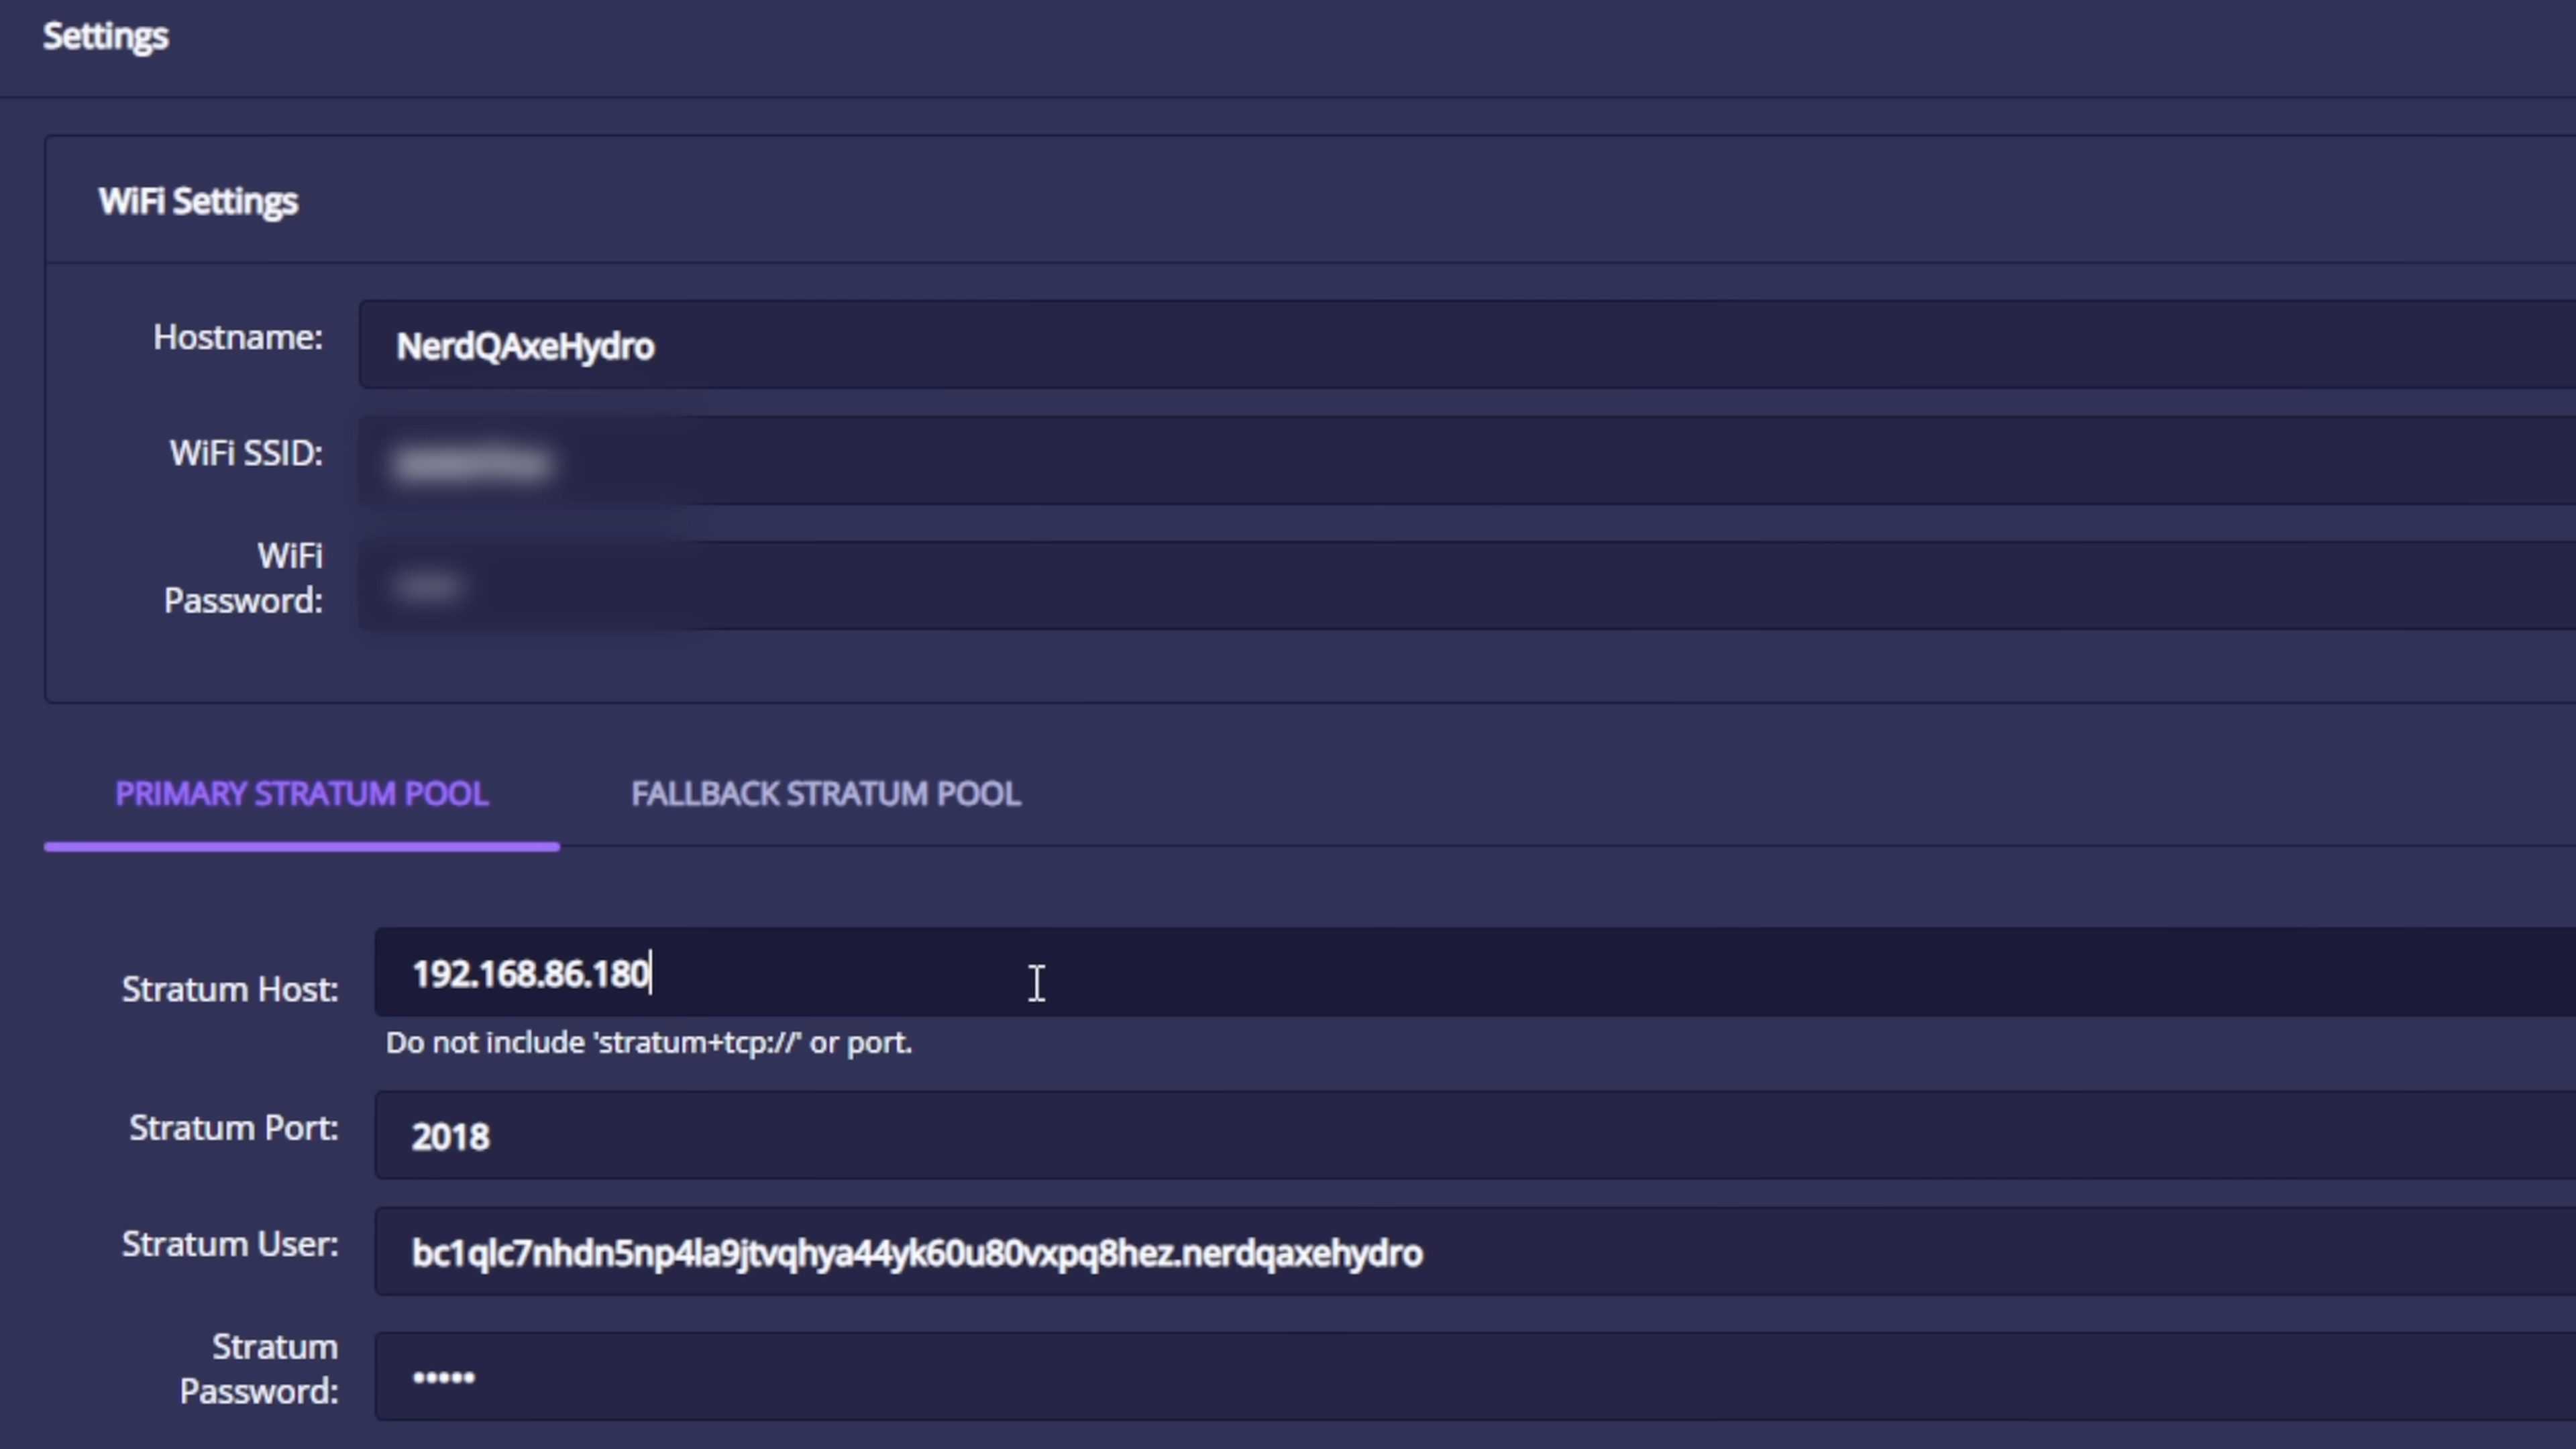 Settings
WiFi Settings
Hostname:
NerdQAxeHydro
WiFi SSID:
WiFi
Password:
PRIMARY STRATUM POOL
FALLBACK STRATUM POOL
Stratum Host:
192.168.86.180
Do not include 'stratum+tcp://' or port.
Stratum Port:
2018
Stratum User:
bc1qlc7nhdn5np4la9jtvqhya44yk60u80vxpq8hez.nerdqaxehydro
Stratum
Password:
•••••